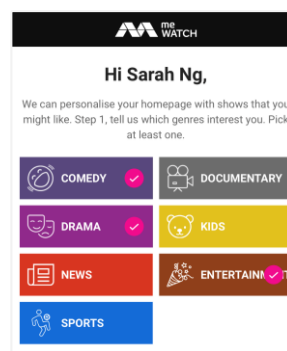 me
WATCH
Hi Sarah Ng,
We can personalise your homepage with shows that you
might like. Step 1, tell us which genres interest you. Pick
at least one.
COMEDY
DOCUMENTARY
DRAMA
KIDS
NEWS
SPORTS